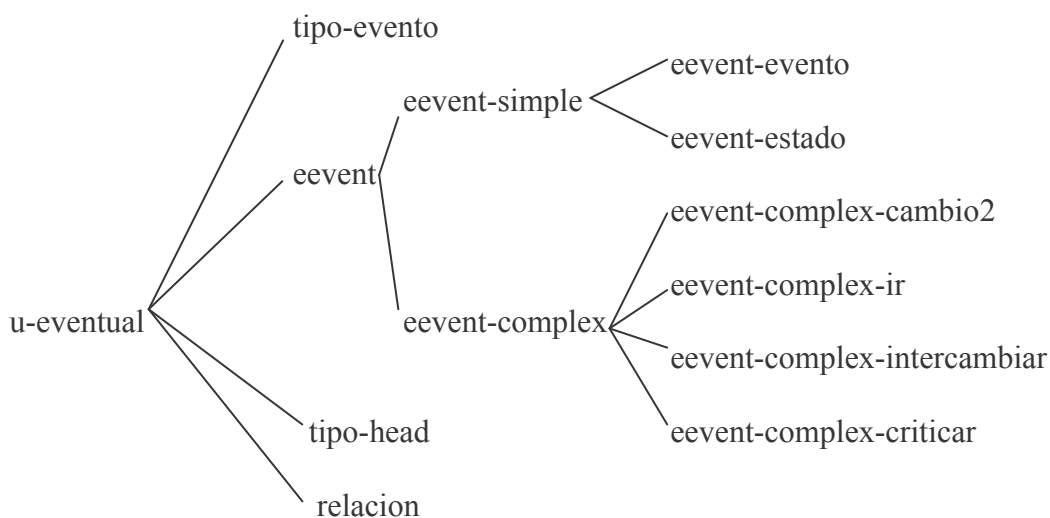 tipo-evento
eevent-evento
eevent-simple
eevent-estado
eevent
eevent-complex-cambio2
eevent-complex-ir
u-eventual
eevent-complex
eevent-complex-intercambiar
tipo-head
eevent-complex-criticar
relacion